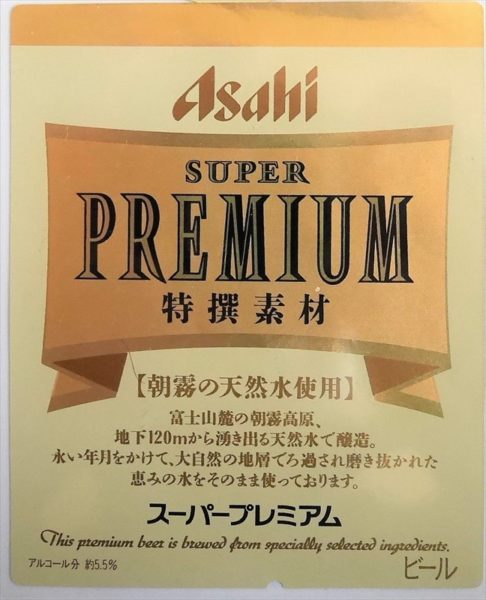 Asahi
SUPER
PREMIUM
特撰素材
【朝霧の天然水使用】
富士山麓の朝霧高原、
地下120mから湧き出る天然水で醸造。
永い年月をかけて、大自然の地層でろ過され磨き抜かれた
恵みの水をそのまま使っております。
スーパープレミアム
This premium beer is brewed from specially selected ingredients.
アルコール分 約5.5%
ビール